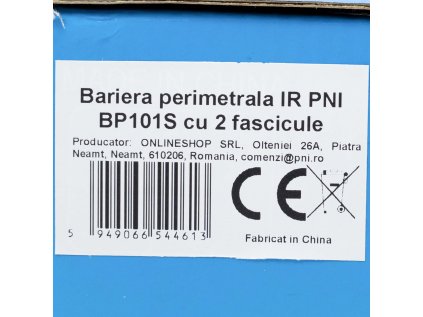 Bariera perimetrala IR PNI
BP101S cu 2 fascicule
Producator: ONLINESHOP SRL, Olteniei 26A, Piatra
Neamt, Neamt, 610206, Romania, comenzi@pni.ro
CE
5 949066 544613
Fabricat in China